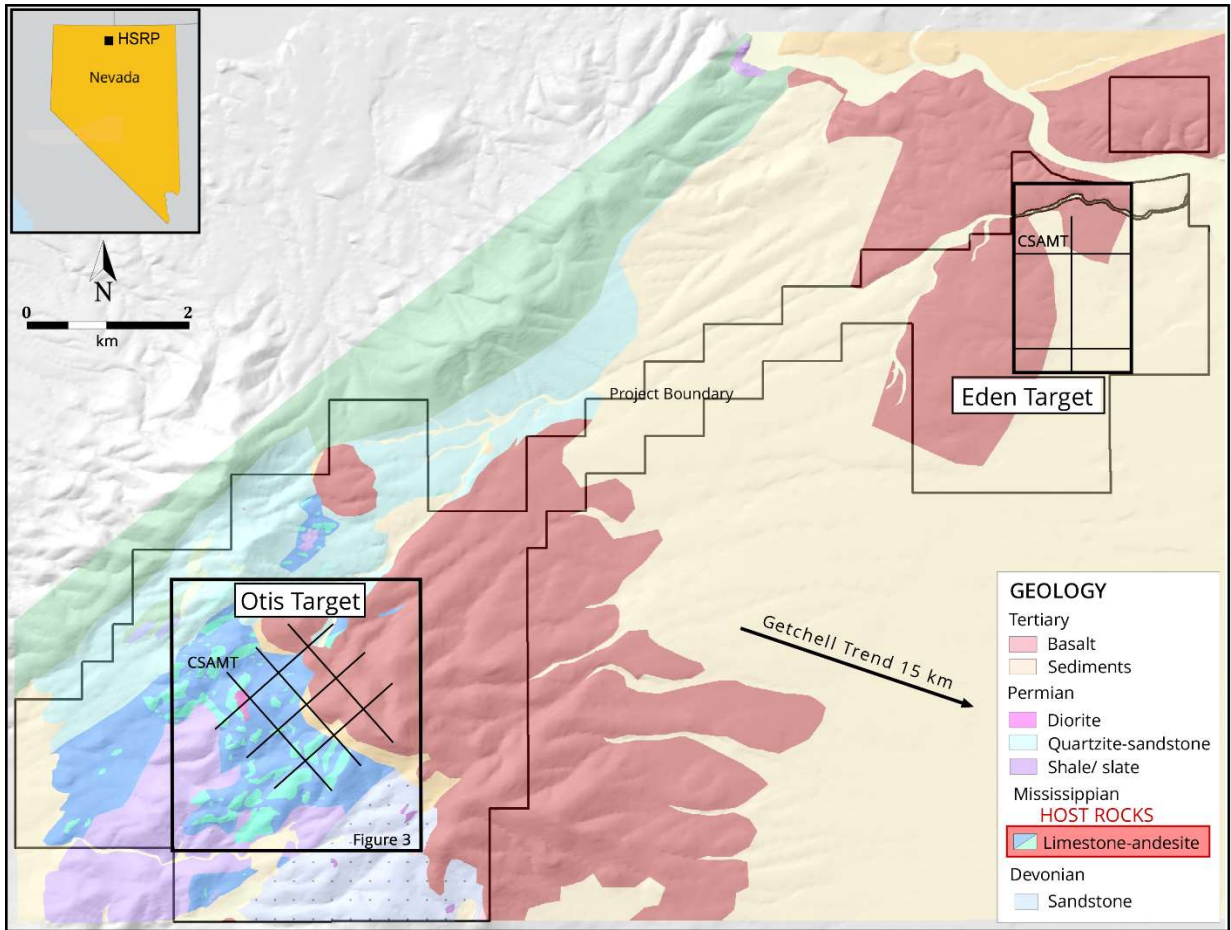 HSRP
Nevada
N
0 2
km
CSAMT
Eden Target
Project Boundary
Otis Target
CSAMT
Getchell Trend 15 km
Figure 3
GEOLOGY
Tertiary
Basalt
Sediments
Permian
Diorite
Quartzite-sandstone
Shale/ slate
Mississippian
HOST ROCKS
Limestone-andesite
Devonian
Sandstone